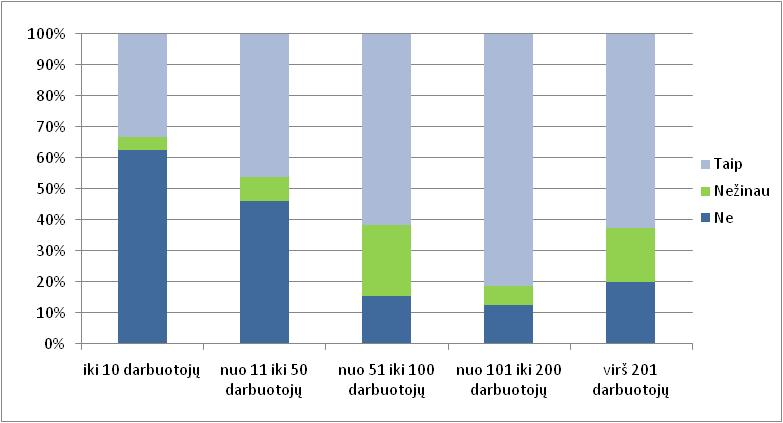 100%
90%
80%
70%
60%
50%
40%
30%
20%
10%
0%
iki 10 darbuotojų
nuo 11 iki 50
darbuotojų
nuo 51 iki 100
darbuotojų
nuo 101 iki 200
darbuotojų
virš 201
darbuotojų
Taip
Nežinau
Ne